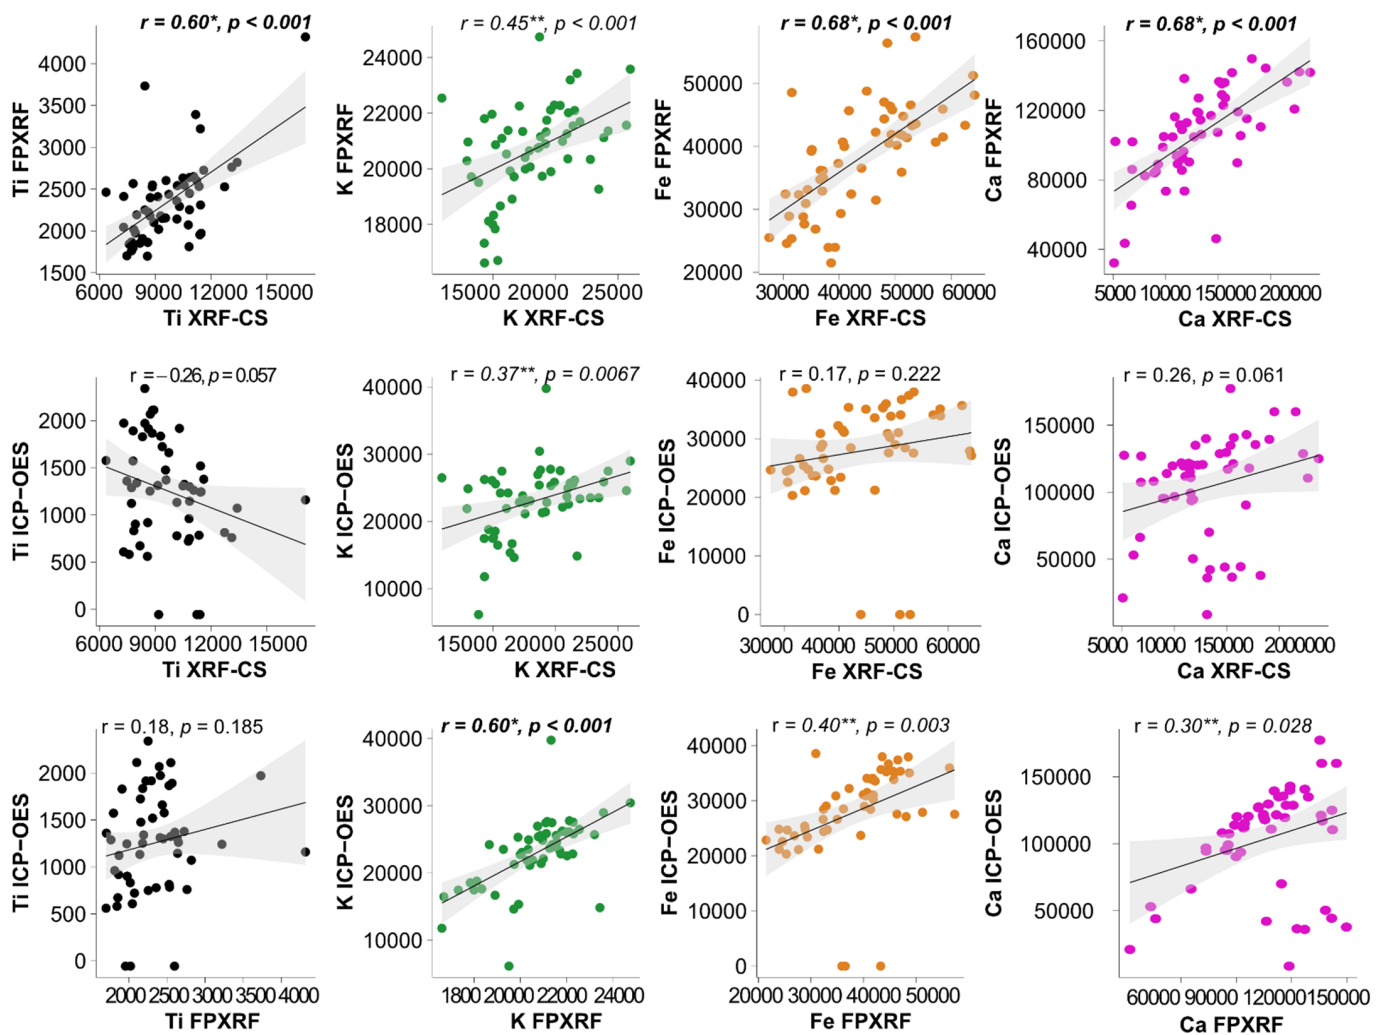 r = 0.60*, p < 0.001
Ti FPXRF
4000
3500
3000
2500
2000
1500
6000 9000 12000 15000
Ti XRF-CS
r = 0.45**, p < 0.001
K FPXRF
24000
22000
20000
18000
15000 20000 25000
K XRF-CS
r = 0.68*, p < 0.001
Fe FPXRF
50000
40000
30000
20000
30000 40000 50000 60000
Fe XRF-CS
r = 0.68*, p < 0.001
Ca FPXRF
160000
120000
80000
40000
50000 100000 150000 200000
Ca XRF-CS
r = −0.26, p = 0.057
Ti ICP−OES
2000
1500
1000
500
0
6000 9000 12000 15000
Ti XRF-CS
r = 0.37**, p = 0.0067
K ICP−OES
40000
30000
20000
10000
15000 20000 25000
K XRF-CS
r = 0.17, p = 0.222
Fe ICP−OES
40000
30000
20000
10000
0
30000 40000 50000 60000
Fe XRF-CS
r = 0.26, p = 0.061
Ca ICP−OES
150000
100000
50000
50000 100000 150000 200000
Ca XRF-CS
r = 0.18, p = 0.185
Ti ICP−OES
2000
1500
1000
500
0
2000 2500 3000 3500 4000
Ti FPXRF
r = 0.60*, p < 0.001
K ICP−OES
40000
30000
20000
10000
18000 20000 22000 24000
K FPXRF
r = 0.40**, p = 0.003
Fe ICP−OES
40000
30000
20000
10000
0
20000 30000 40000 50000
Fe FPXRF
r = 0.30**, p = 0.028
Ca ICP−OES
150000
100000
50000
60000 90000 120000 150000
Ca FPXRF